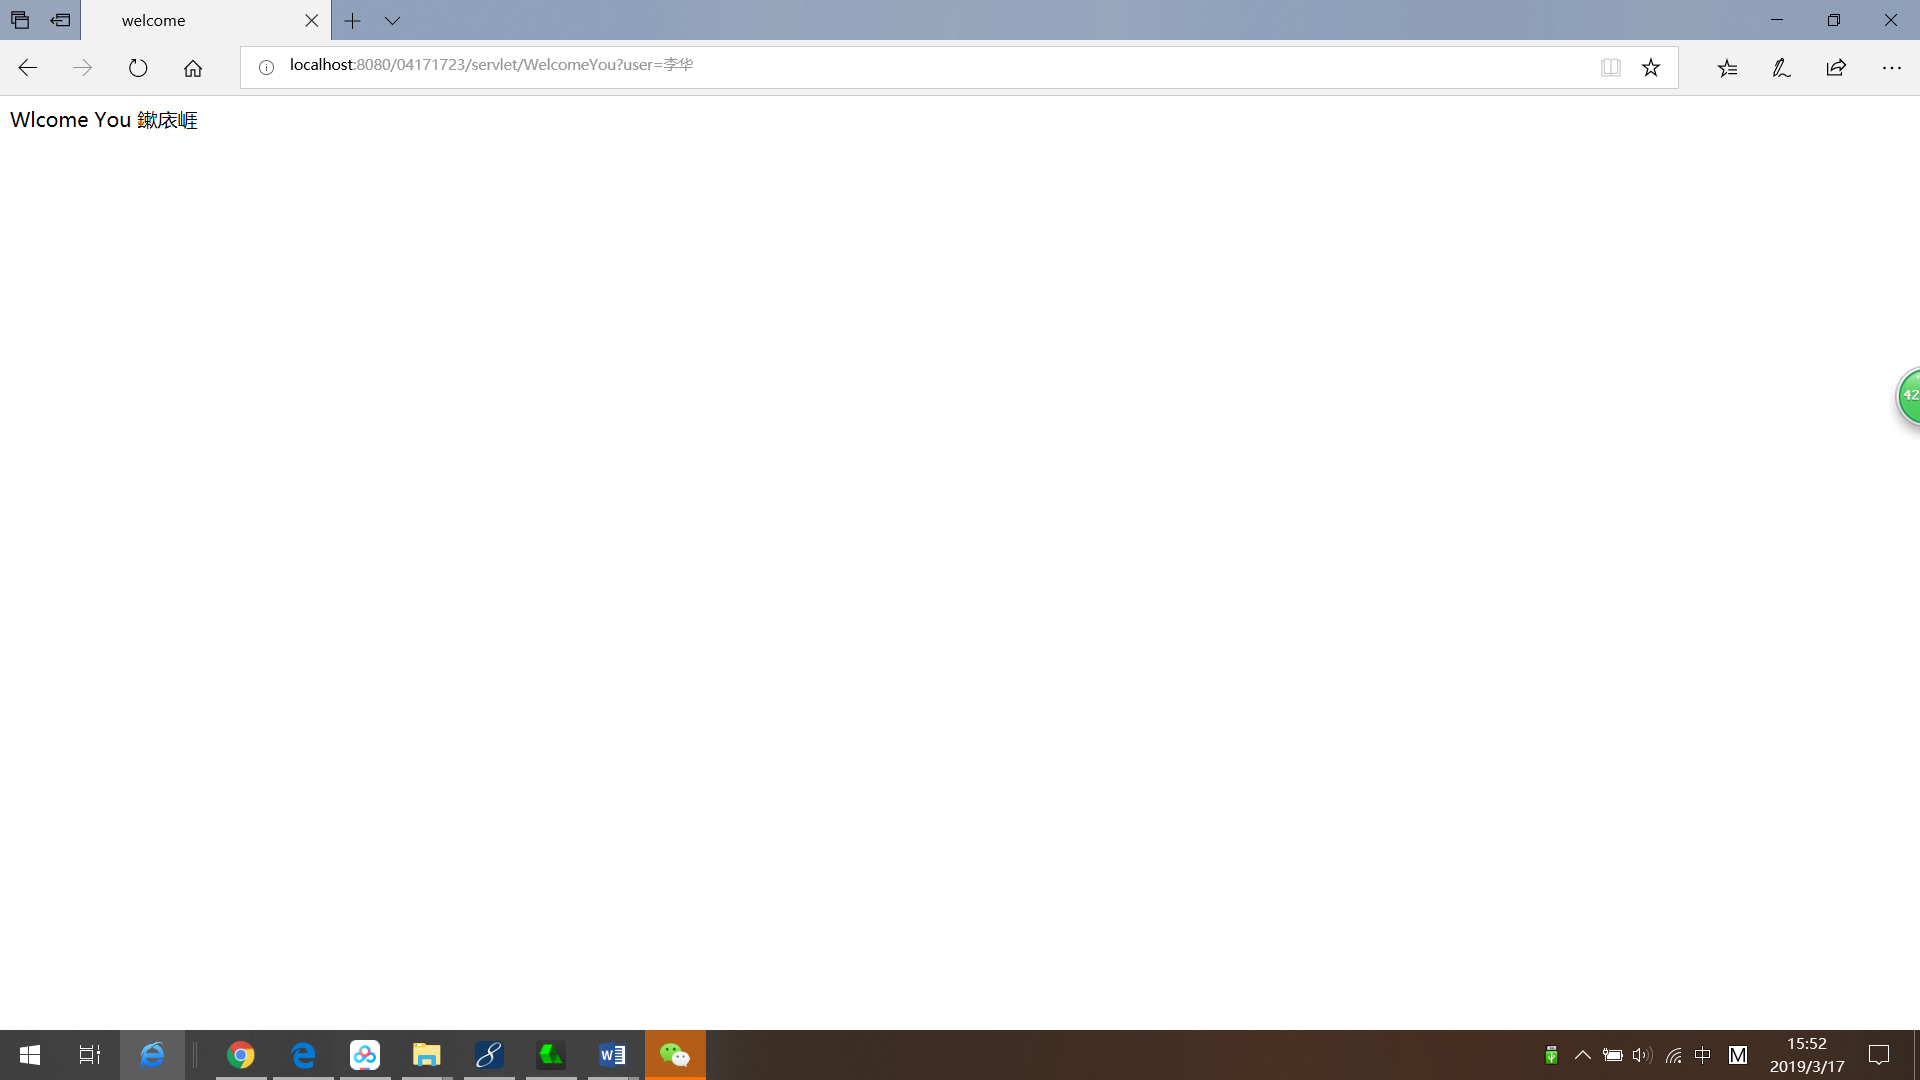 welcome
localhost:8080/04171723/servlet/WelcomeYou?user=李华
Wlcome You 鏉庡崕
42
中
M
15:52
2019/3/17